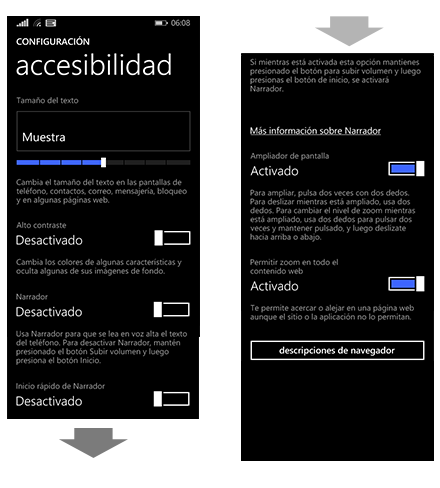 06:08
CONFIGURACIÓN
accesibilidad
Tamaño del texto
Muestra
Cambia el tamaño del texto en las pantallas de
teléfono, contactos, correo, mensajería, bloqueo
y en algunas páginas web.
Alto contraste
Desactivado
Cambia los colores de algunas características y
oculta algunas de sus imágenes de fondo.
Narrador
Desactivado
Usa Narrador para que se lea en voz alta el texto
del teléfono. Para desactivar Narrador, mantén
presionado el botón Subir volumen y luego
presiona el botón Inicio.
Inicio rápido de Narrador
Desactivado
Si mientras está activada esta opción mantienes
presionado el botón para subir volumen y luego
presionas el botón de inicio, se activará
Narrador.
Más información sobre Narrador
Ampliador de pantalla
Activado
Para ampliar, pulsa dos veces con dos dedos.
Para deslizar mientras está ampliado, usa dos
dedos. Para cambiar el nivel de zoom mientras
está ampliado, usa dos dedos para pulsar dos
veces y mantener pulsado, y luego deslízate
hacia arriba o abajo.
Permitir zoom en todo el
contenido web
Activado
Te permite acercar o alejar en una página web
aunque el sitio o la aplicación no lo permitan.
descripciones de navegador